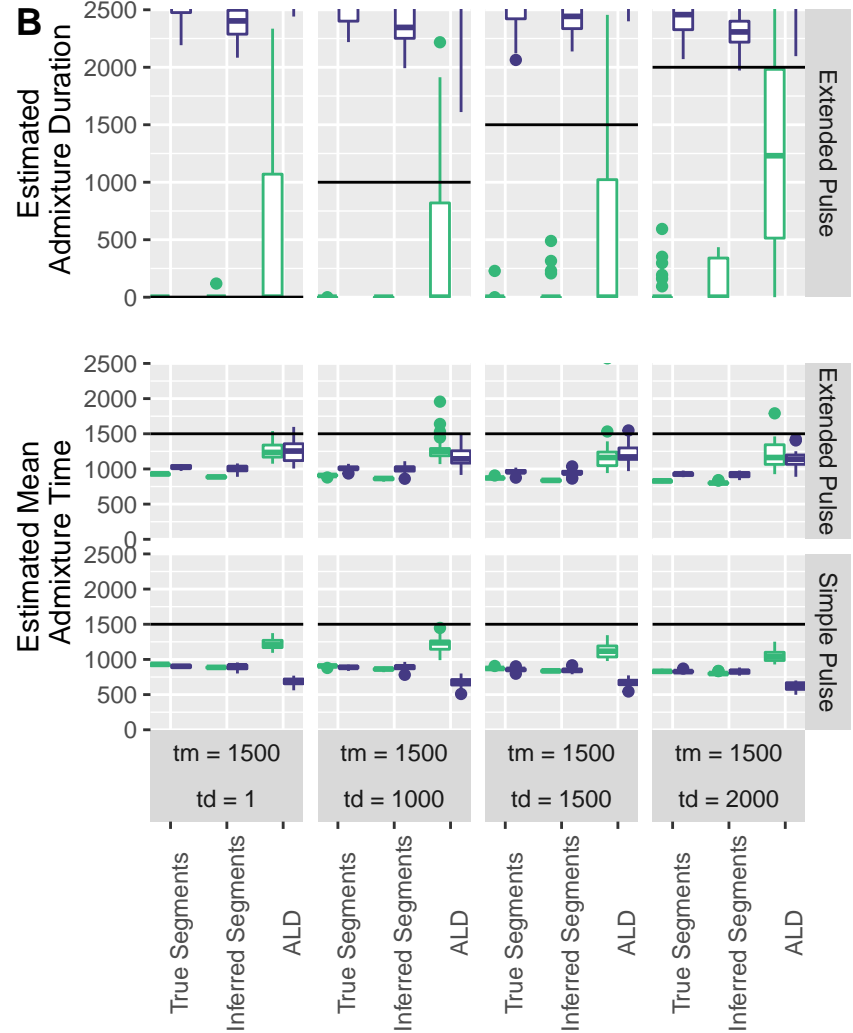 B
Estimated
Admixture Duration
2500
2000
1500
1000
500
0
Extended Pulse
Estimated Mean
Admixture Time
2500
2000
1500
1000
500
0
Extended Pulse
2500
2000
1500
1000
500
0
Simple Pulse
tm = 1500 tm = 1500 tm = 1500 tm = 1500
td = 1 td = 1000 td = 1500 td = 2000
True Segments
Inferred Segments
ALD
True Segments
Inferred Segments
ALD
True Segments
Inferred Segments
ALD
True Segments
Inferred Segments
ALD